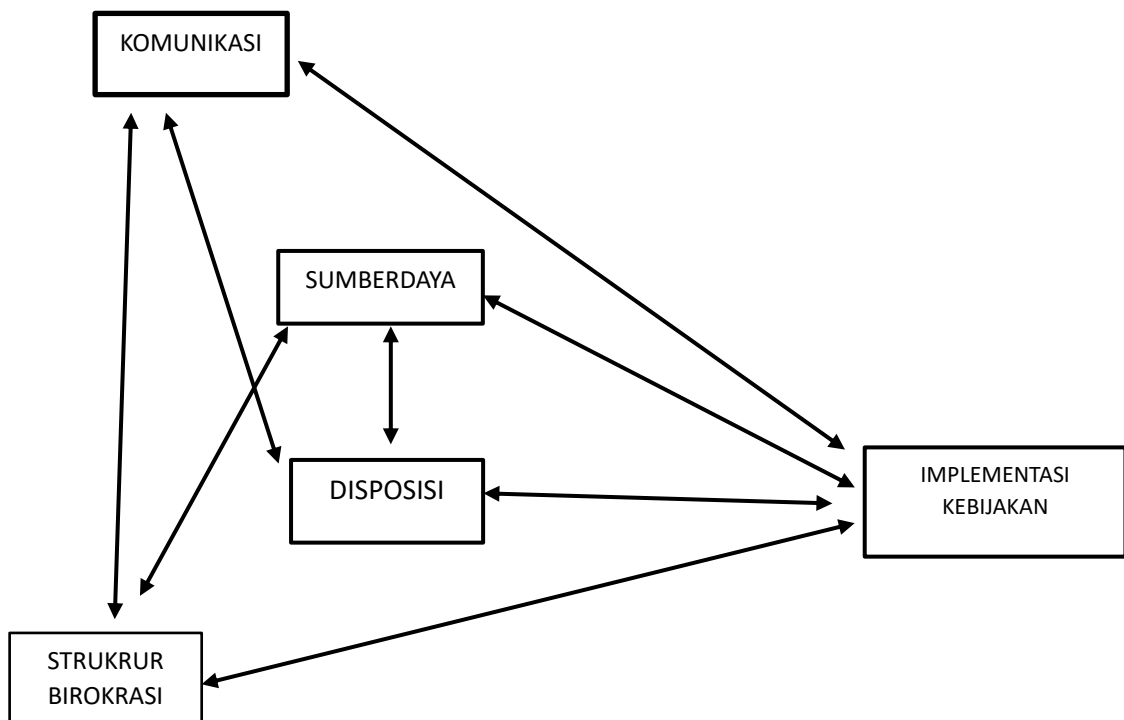 KOMUNIKASI
SUMBERDAYA
DISPOSISI
IMPLEMENTASI
KEBIJAKAN
STRUKRUR
BIROKRASI